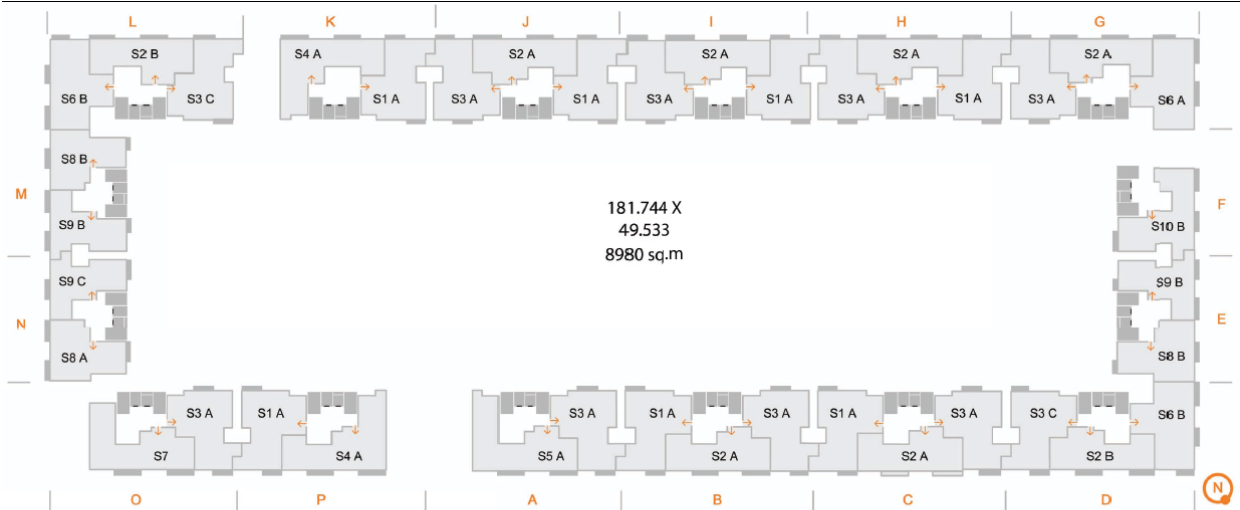 L K J I H G
S2 B S4 A S2 A S2 A S2 A S2 A
S6 B S3 C S1 A S3 A S1 A S3 A S1 A S3 A S1 A S3 A S6 A
S8 B
M
S9 B
181.744 X
49.533
8980 sq.m
F
S10 B
S9 C S9 B
N E
S8 A S8 B
S3 A S1 A S3 A S1 A S3 A S1 A S3 A S3 C S6 B
S7 S4 A S5 A S2 A S2 A S2 B
O P A B C D
N